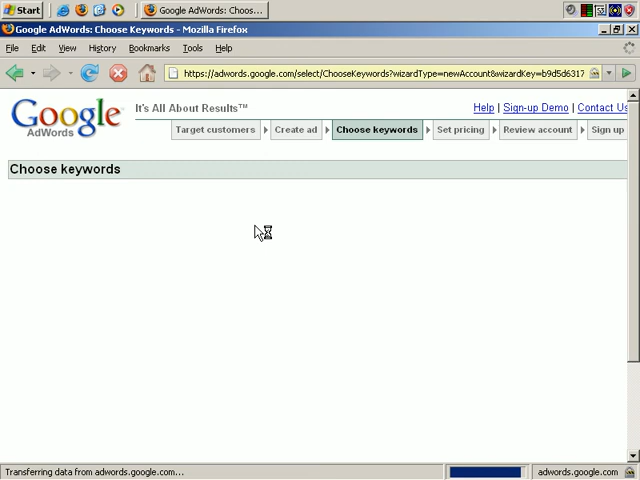 Start
Google AdWords: Choos...
Google AdWords: Choose Keywords - Mozilla Firefox
File Edit View History Bookmarks Tools Help
https://adwords.google.com/select/ChooseKeywords?wizardType=newAccount&wizardKey=b9d5d6317
Google
AdWords
It's All About Results™
Help | Sign-up Demo | Contact Us
Target customers Create ad Choose keywords Set pricing Review account Sign up
Choose keywords
Transferring data from adwords.google.com...
adwords.google.com